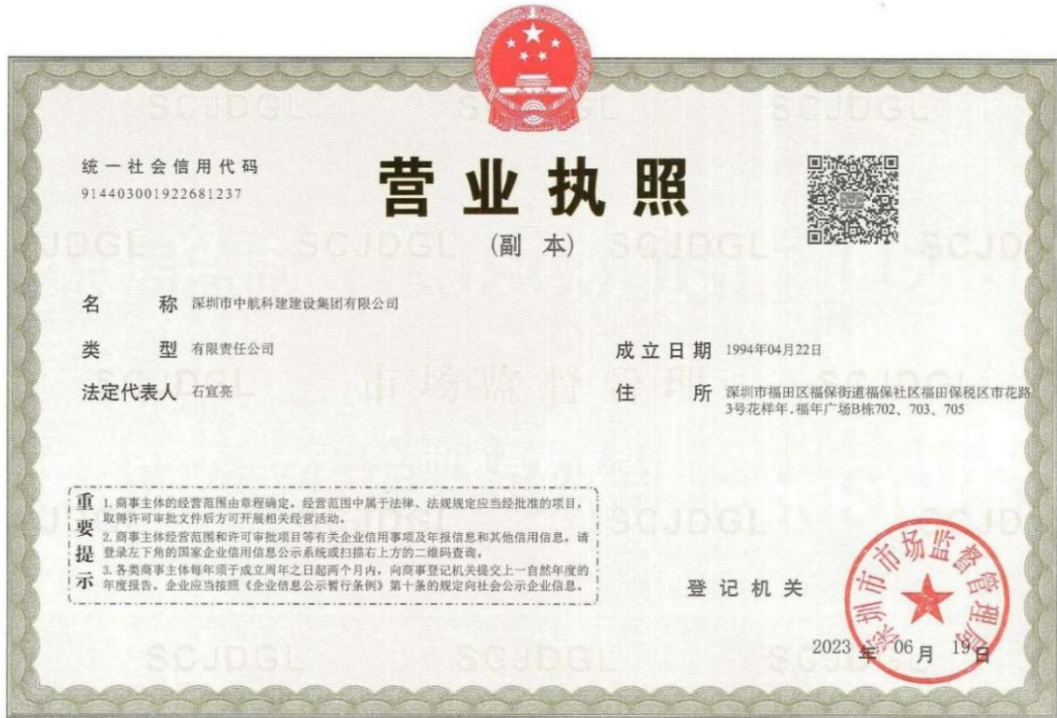 统一社会信用代码
914403001922681237
营业执照
(副 本)
名 称 深圳市中航科建建设集团有限公司
类 型 有限责任公司
法定代表人 石宜亮
成立日期 1994年04月22日
住 所 深圳市福田区福保街道福保社区福田保税区市花路
3号花样年.福年广场B栋702、703、705
重要提示
1.商事主体的经营范围由章程确定。经营范围中属于法律、法规规定应当经批准的项目,
取得许可审批文件后方可开展相关经营活动。
2.商事主体经营范围和许可审批项目等有关企业信用事项及年报信息和其他信用信息,请
登录左下角的国家企业信用信息公示系统或扫描右上方的二维码查询。
3.各类商事主体每年须于成立周年之日起两个月内,向商事登记机关提交上一自然年度的
年度报告。企业应当按照《企业信息公示暂行条例》第十条的规定向社会公示企业信息。
登记机关
深圳市市场监督管理局
2023 年 06 月 19 日
SCJDGL